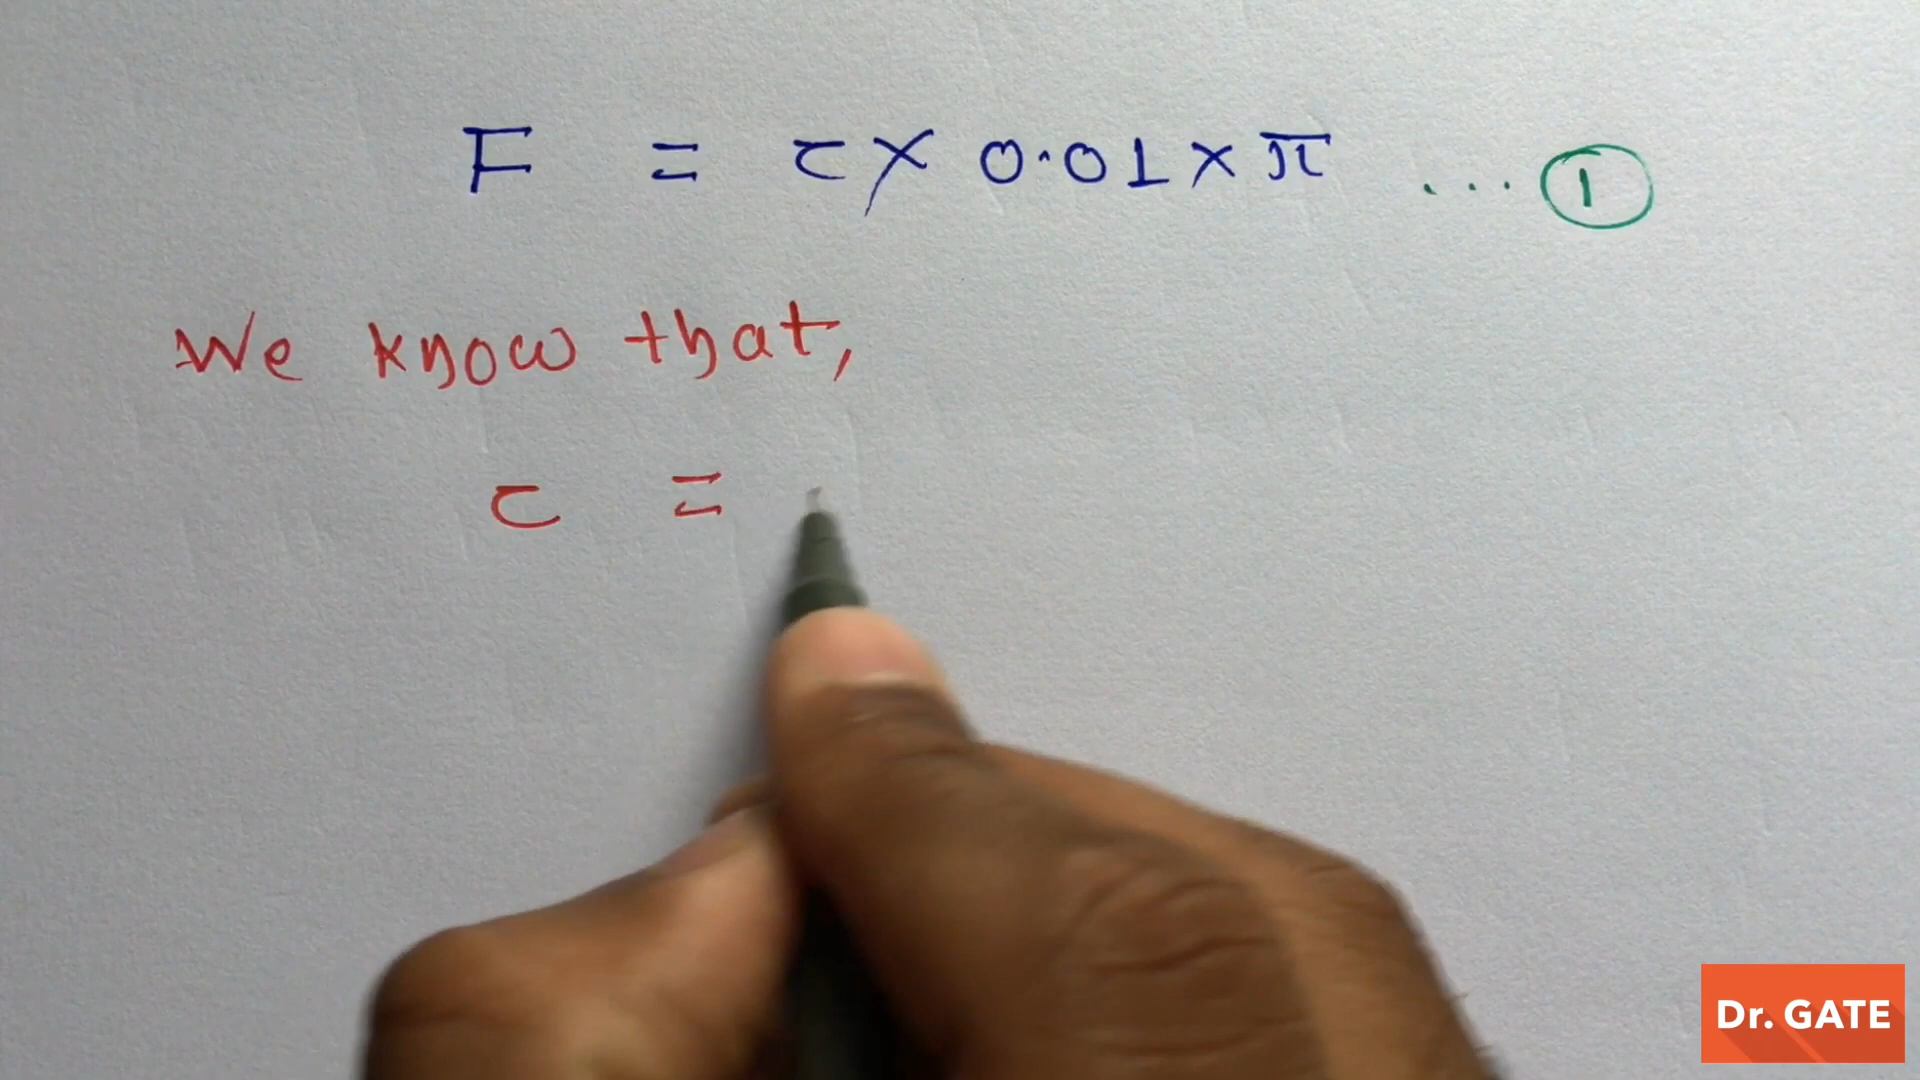 F = τ × 0.01 × π ... ①
We know that,
τ =
Dr. GATE